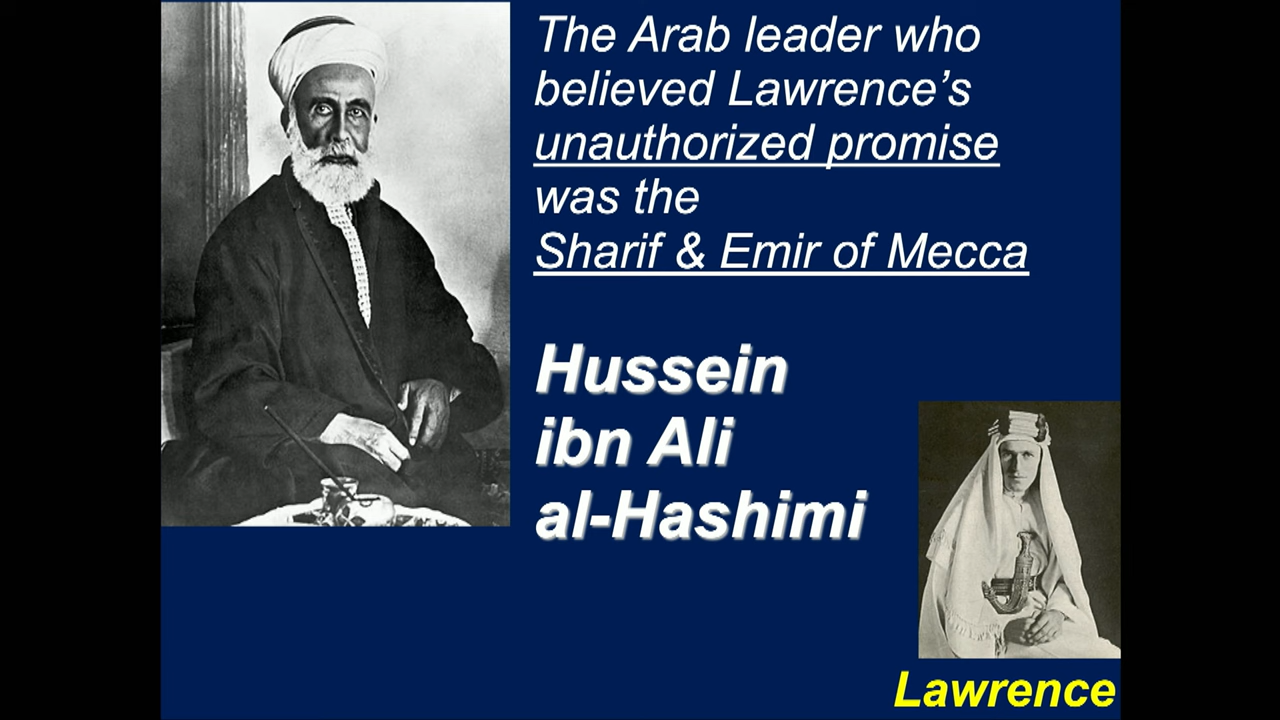 The Arab leader who
believed Lawrence’s
unauthorized promise
was the
Sharif & Emir of Mecca
Hussein
ibn Ali
al-Hashimi
Lawrence